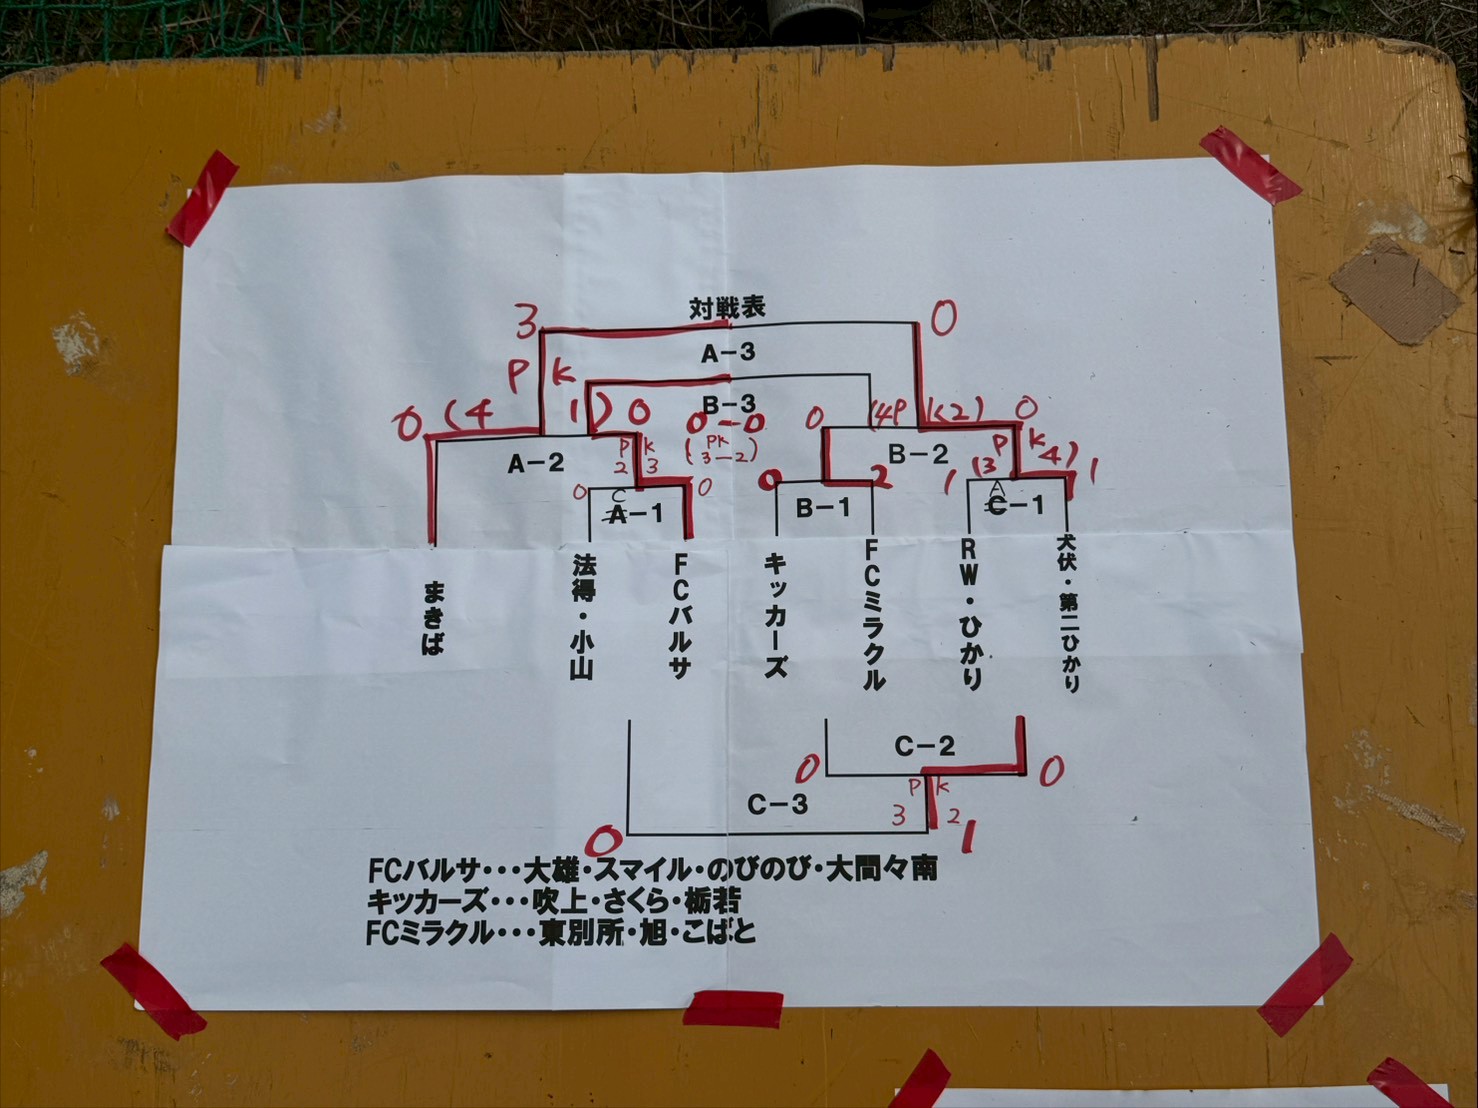 対戦表
3 0
A-3
P K
B-3
0 (4 1) 0 0-0 0 (4P K2) 0
PK
(3-2)
A-2 P K B-2 P K
2 3 1 (3 4) 1
0 C 0 0 2 A
A-1 B-1 C-1
まきば
法得・小山
FCバルサ
キッカーズ
FCミラクル
RW・ひかり
犬伏・第二ひかり
C-2
0 0
P K
C-3 3 2
0 1
FCバルサ・・・大雄・スマイル・のびのび・大間々南
キッカーズ・・・吹上・さくら・栃若
FCミラクル・・・東別所・旭・こばと